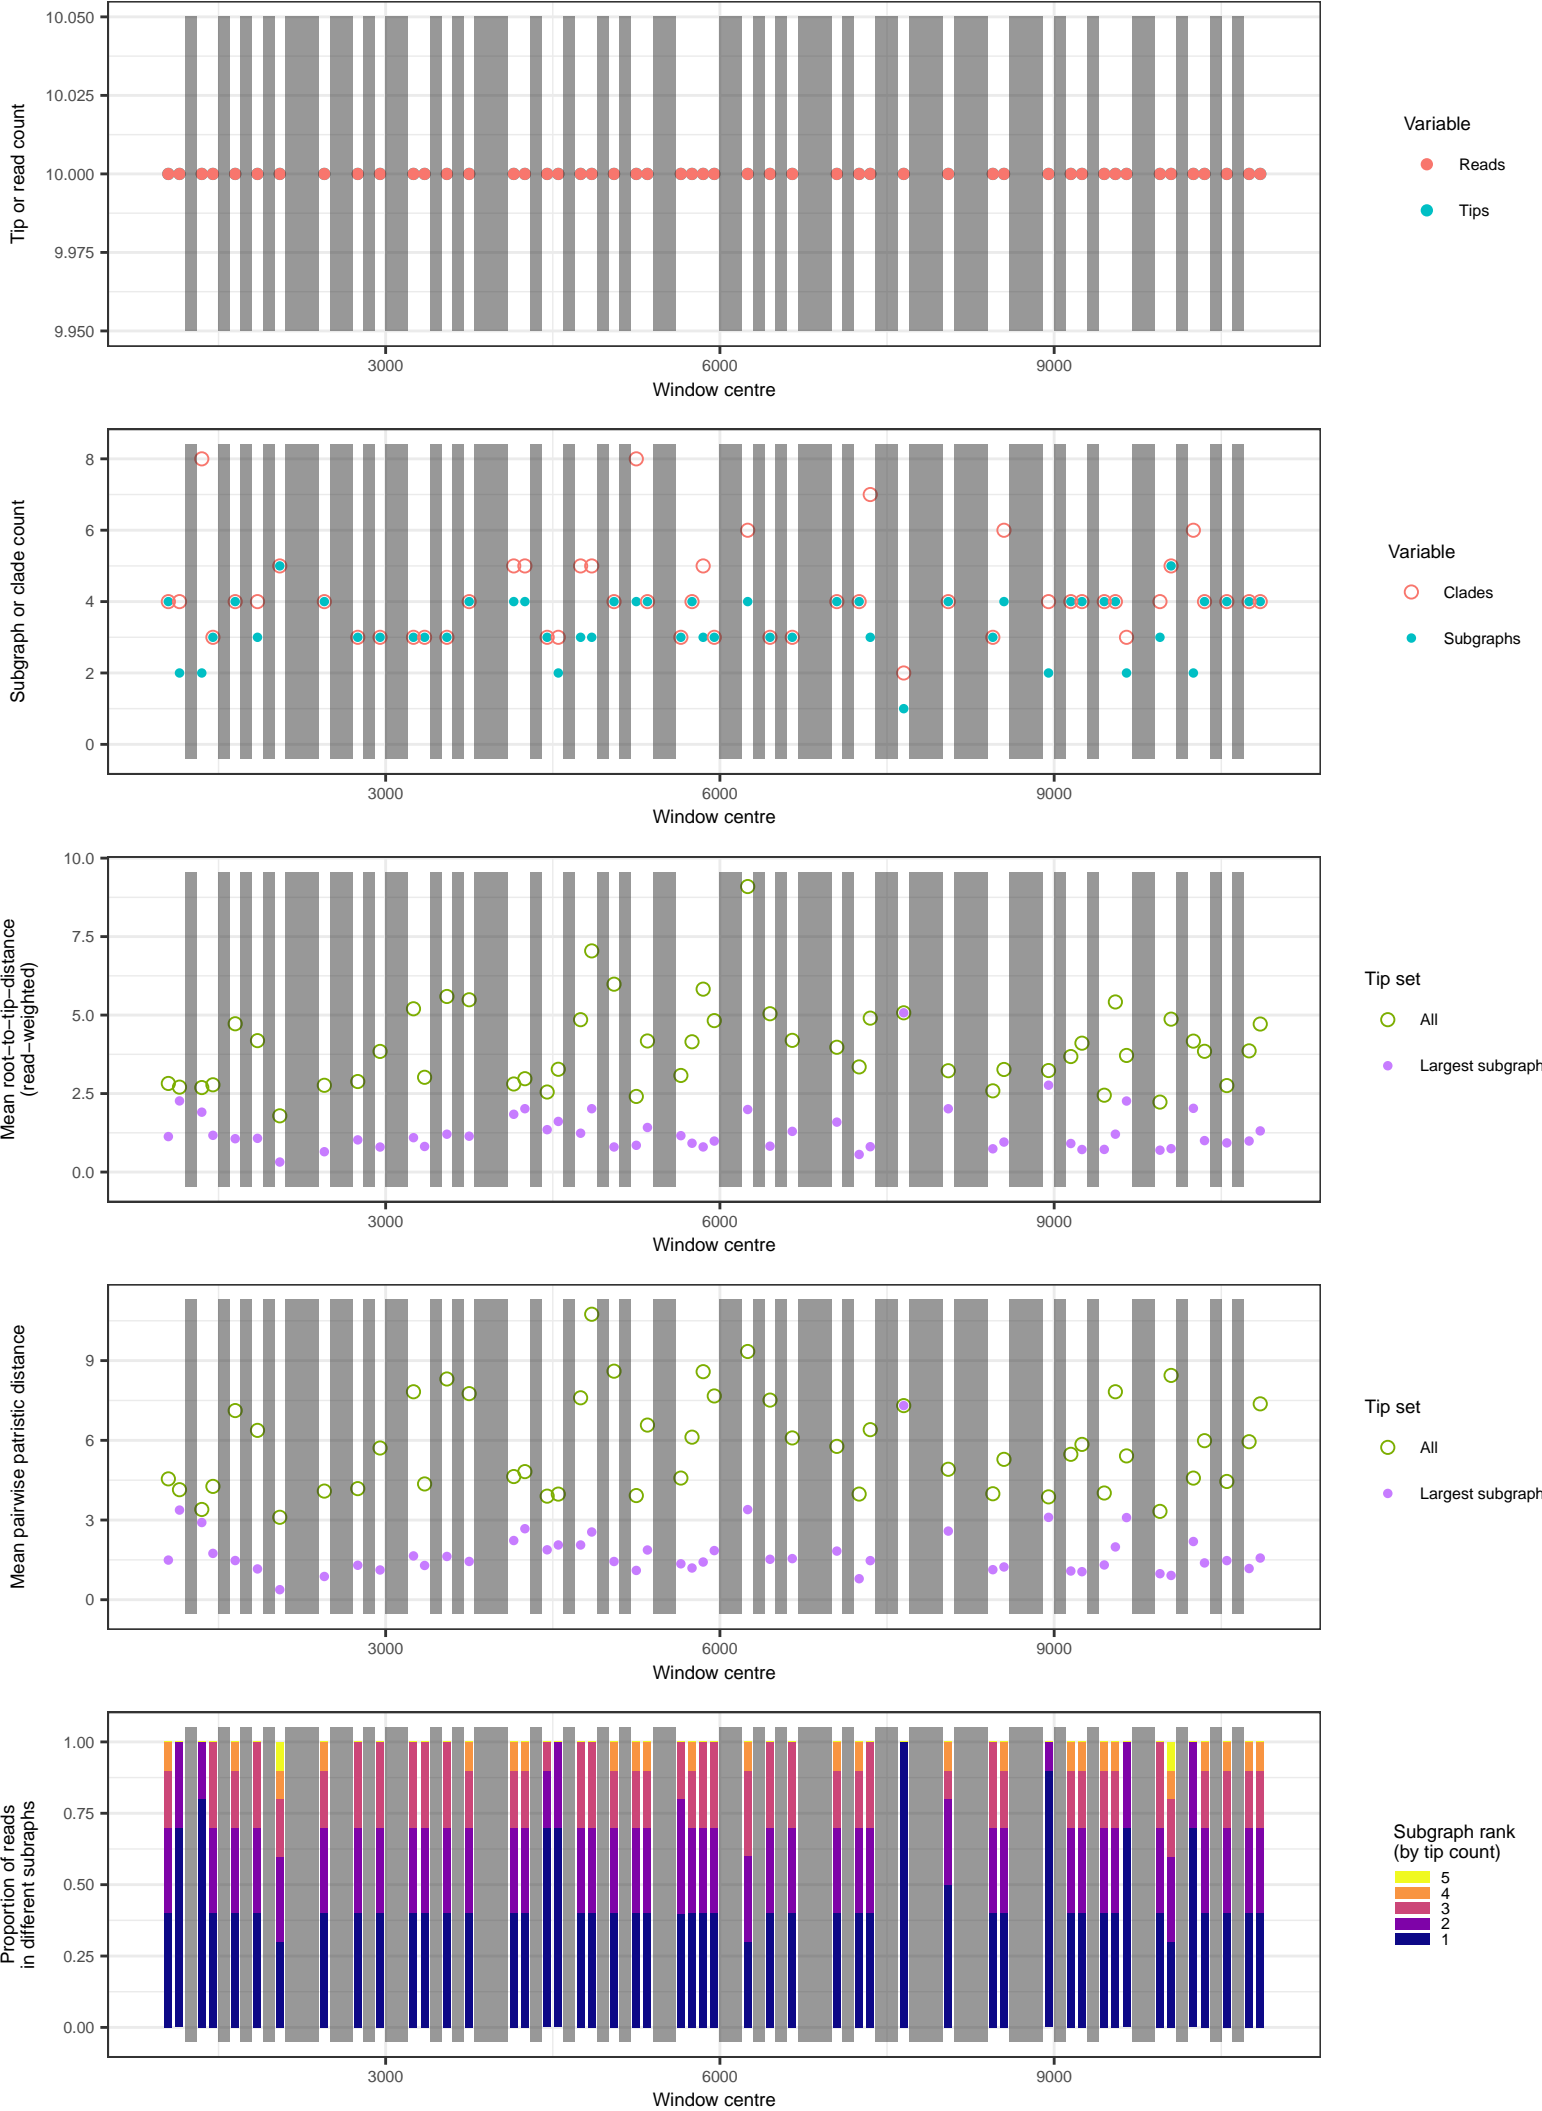 10.050
10.025
10.000
9.975
9.950
Tip or read count
3000
6000
9000
Window centre
Variable
Reads
Tips
8
6
4
2
0
Subgraph or clade count
3000
6000
9000
Window centre
Variable
Clades
Subgraphs
10.0
7.5
5.0
2.5
0.0
Mean root−to−tip−distance
(read−weighted)
3000
6000
9000
Window centre
Tip set
All
Largest subgraph
9
6
3
0
Mean pairwise patristic distance
3000
6000
9000
Window centre
Tip set
All
Largest subgraph
1.00
0.75
0.50
0.25
0.00
Proportion of reads
in different subraphs
3000
6000
9000
Window centre
Subgraph rank
(by tip count)
5
4
3
2
1